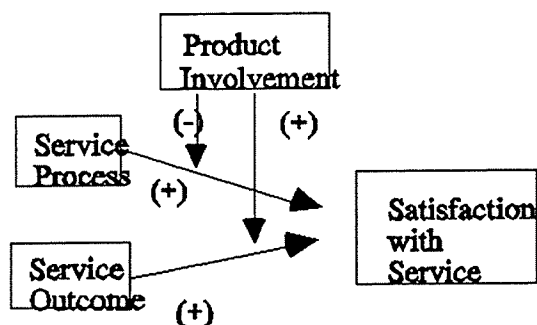 Product
Involvement
(-)
(+)
Service
Process
(+)
Satisfaction
with
Service
Service
Outcome
(+)